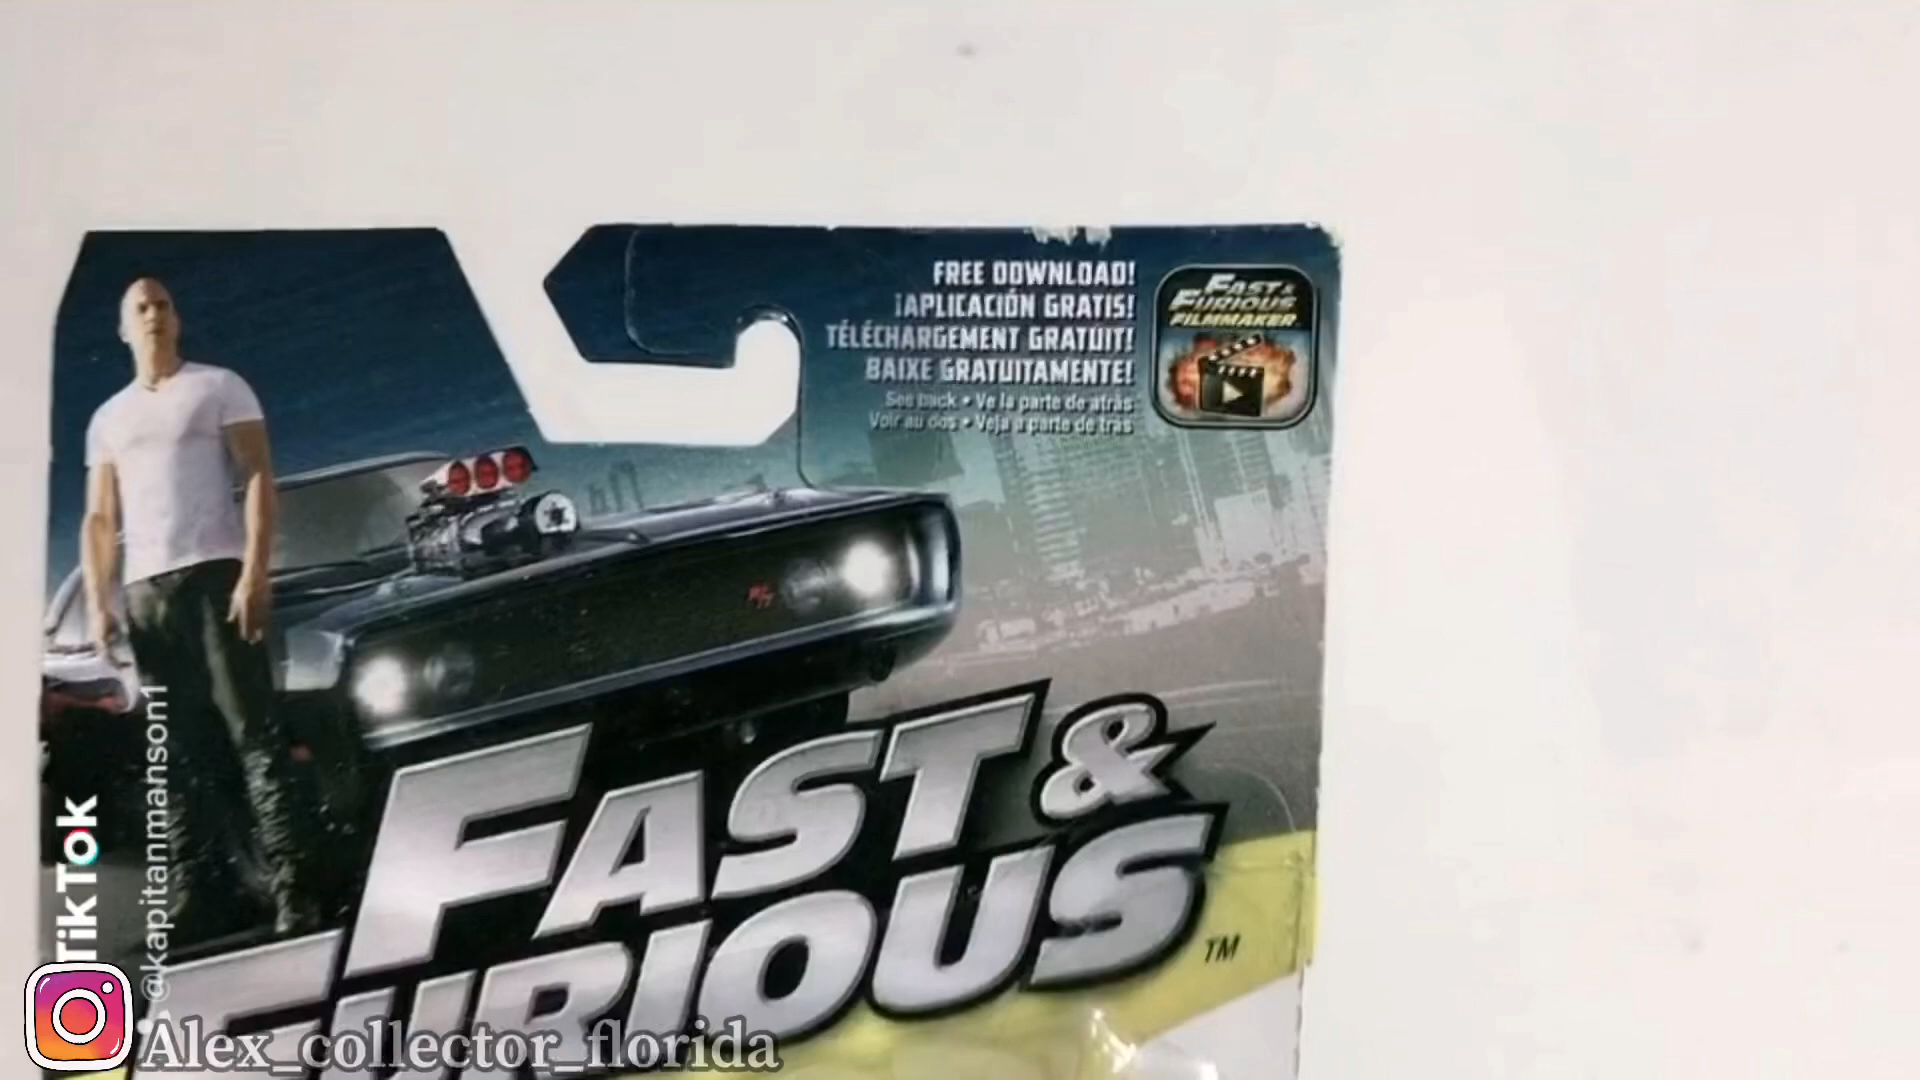 FREE DOWNLOAD!
¡APLICACIÓN GRATIS!
TÉLÉCHARGEMENT GRATUIT!
BAIXE GRATUITAMENTE!
See back • Ve la parte de atrás
Voir au dos • Veja a parte de trás
FAST &
FURIOUS
FILMMAKER
R/T
FAST &
FURIOUS
TM
TikTok
@kapitanmanson1
Alex_collector_florida